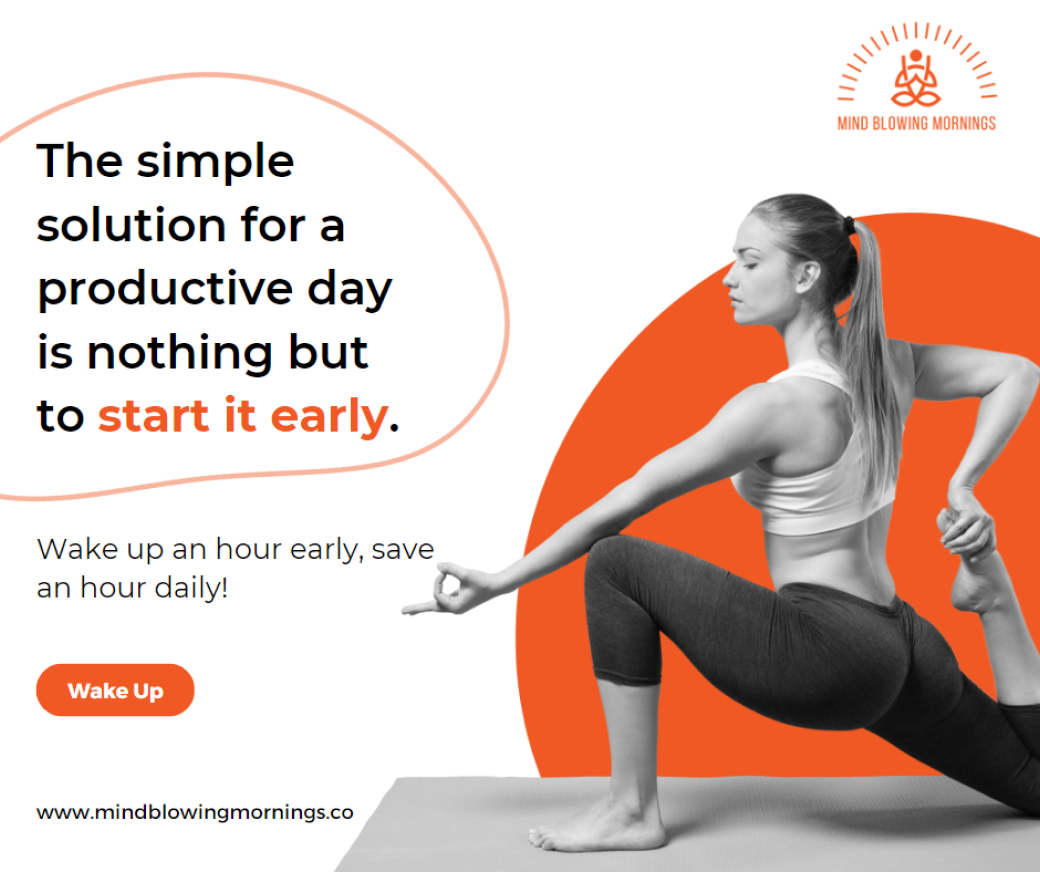 MIND BLOWING MORNINGS
The simple
solution for a
productive day
is nothing but
to start it early.
Wake up an hour early, save
an hour daily!
Wake Up
www.mindblowingmornings.co